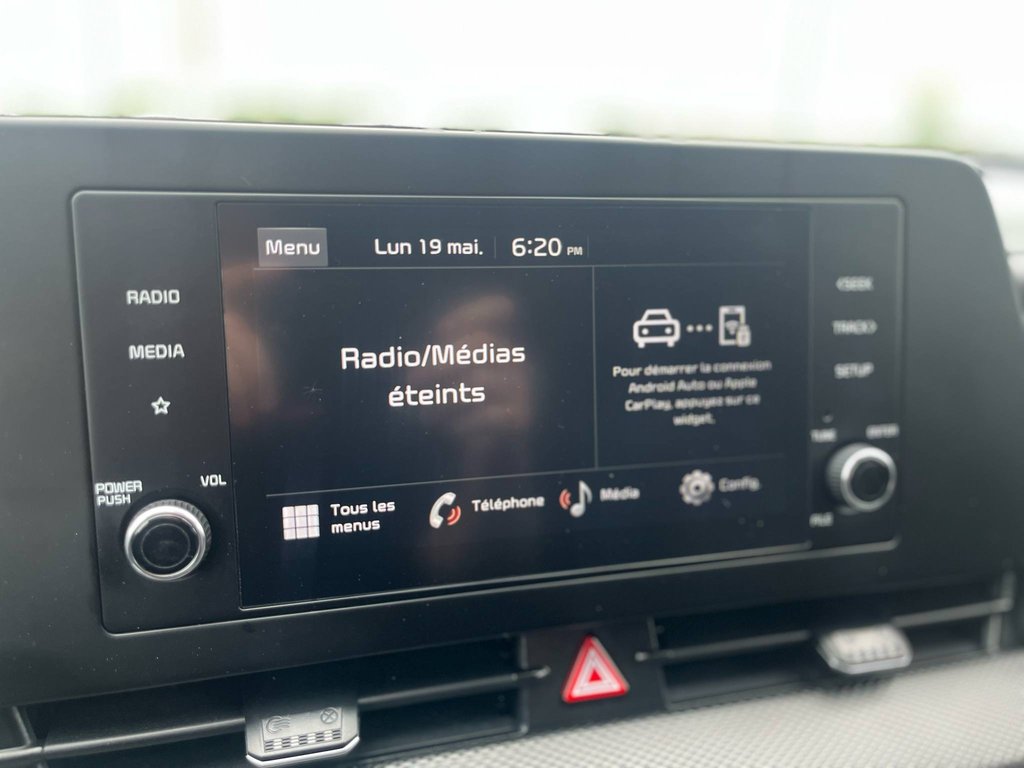 Menu Lun 19 mai. 6:20 PM
RADIO
MEDIA
POWER
PUSH
VOL
Radio/Médias
éteints
Pour démarrer la connexion
Android Auto ou Apple
CarPlay, appuyez sur ce
widget.
Tous les
menus
Téléphone
Média
Config.
<SEEK
TRACK>
SETUP
TUNE
ENTER
FILE